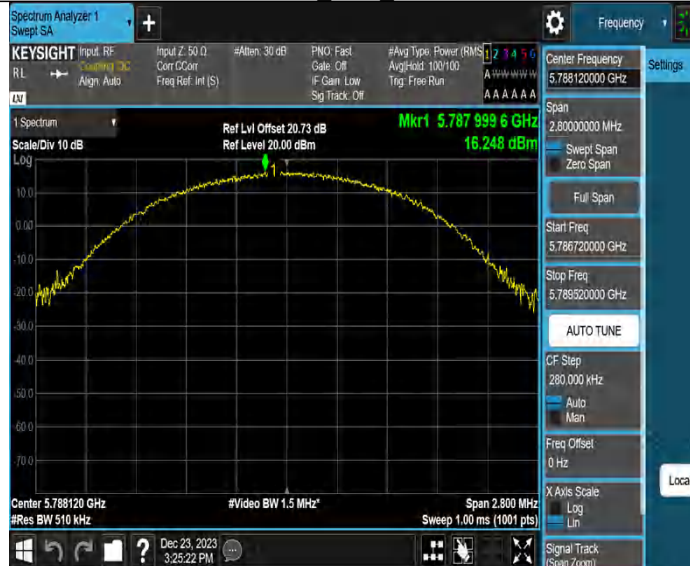 Spectrum Analyzer 1
Swept SA
+
Frequency
KEYSIGHT
RL
Input: RF
Coupling: DC
Align: Auto
Input Z: 50 Ω
Corr CCorr
Freq Ref: Int (S)
#Atten: 30 dB
PNO: Fast
Gate: Off
IF Gain: Low
Sig Track: Off
#Avg Type: Power (RMS
Avg|Hold: 100/100
Trig: Free Run
1 2 3 4 5 6
A W W W W W
A A A A A A
1 Spectrum
Scale/Div 10 dB
Ref Lvl Offset 20.73 dB
Ref Level 20.00 dBm
Mkr1 5.787 999 6 GHz
16.248 dBm
Log
1
10.0
0.00
-10.0
-20.0
-30.0
-40.0
-50.0
-60.0
-70.0
Center 5.788120 GHz
#Res BW 510 kHz
#Video BW 1.5 MHz*
Span 2.800 MHz
Sweep 1.00 ms (1001 pts)
Center Frequency
5.788120000 GHz
Settings
Span
2.80000000 MHz
Swept Span
Zero Span
Full Span
Start Freq
5.786720000 GHz
Stop Freq
5.789520000 GHz
AUTO TUNE
CF Step
280.000 kHz
Auto
Man
Freq Offset
0 Hz
X Axis Scale
Log
Lin
Loca
Signal Track
(Span Zoom)
?
Dec 23, 2023
3:25:22 PM